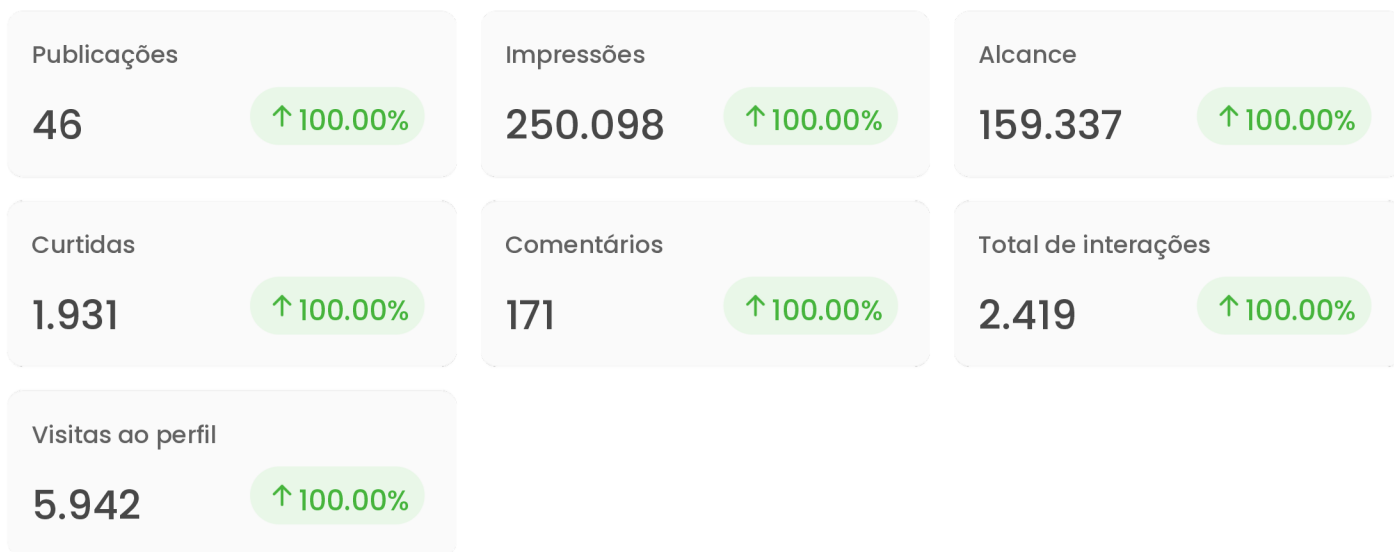 Publicações
46
↑ 100.00%
Impressões
250.098
↑ 100.00%
Alcance
159.337
↑ 100.00%
Curtidas
1.931
↑ 100.00%
Comentários
171
↑ 100.00%
Total de interações
2.419
↑ 100.00%
Visitas ao perfil
5.942
↑ 100.00%